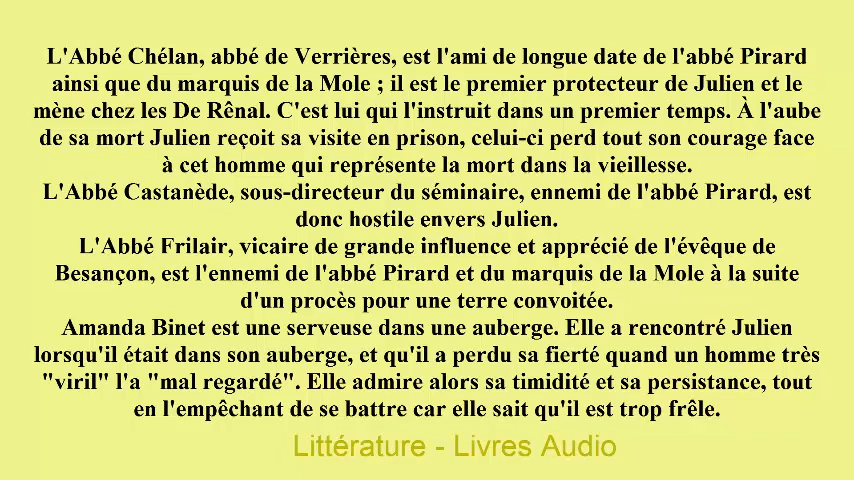 L'Abbé Chélan, abbé de Verrières, est l'ami de longue date de l'abbé Pirard
ainsi que du marquis de la Mole ; il est le premier protecteur de Julien et le
mène chez les De Rênal. C'est lui qui l'instruit dans un premier temps. À l'aube
de sa mort Julien reçoit sa visite en prison, celui-ci perd tout son courage face
à cet homme qui représente la mort dans la vieillesse.
L'Abbé Castanède, sous-directeur du séminaire, ennemi de l'abbé Pirard, est
donc hostile envers Julien.
L'Abbé Frilair, vicaire de grande influence et apprécié de l'évêque de
Besançon, est l'ennemi de l'abbé Pirard et du marquis de la Mole à la suite
d'un procès pour une terre convoitée.
Amanda Binet est une serveuse dans une auberge. Elle a rencontré Julien
lorsqu'il était dans son auberge, et qu'il a perdu sa fierté quand un homme très
"viril" l'a "mal regardé". Elle admire alors sa timidité et sa persistance, tout
en l'empêchant de se battre car elle sait qu'il est trop frêle.
Littérature - Livres Audio